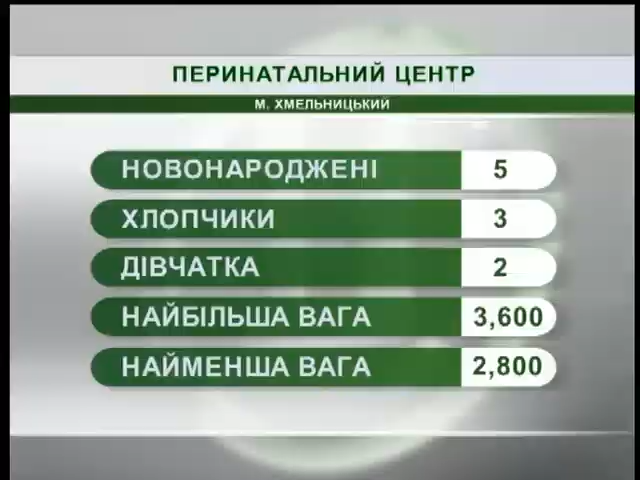 ПЕРИНАТАЛЬНИЙ ЦЕНТР
М. ХМЕЛЬНИЦЬКИЙ
НОВОНАРОДЖЕНІ 5
ХЛОПЧИКИ 3
ДІВЧАТКА 2
НАЙБІЛЬША ВАГА 3,600
НАЙМЕНША ВАГА 2,800